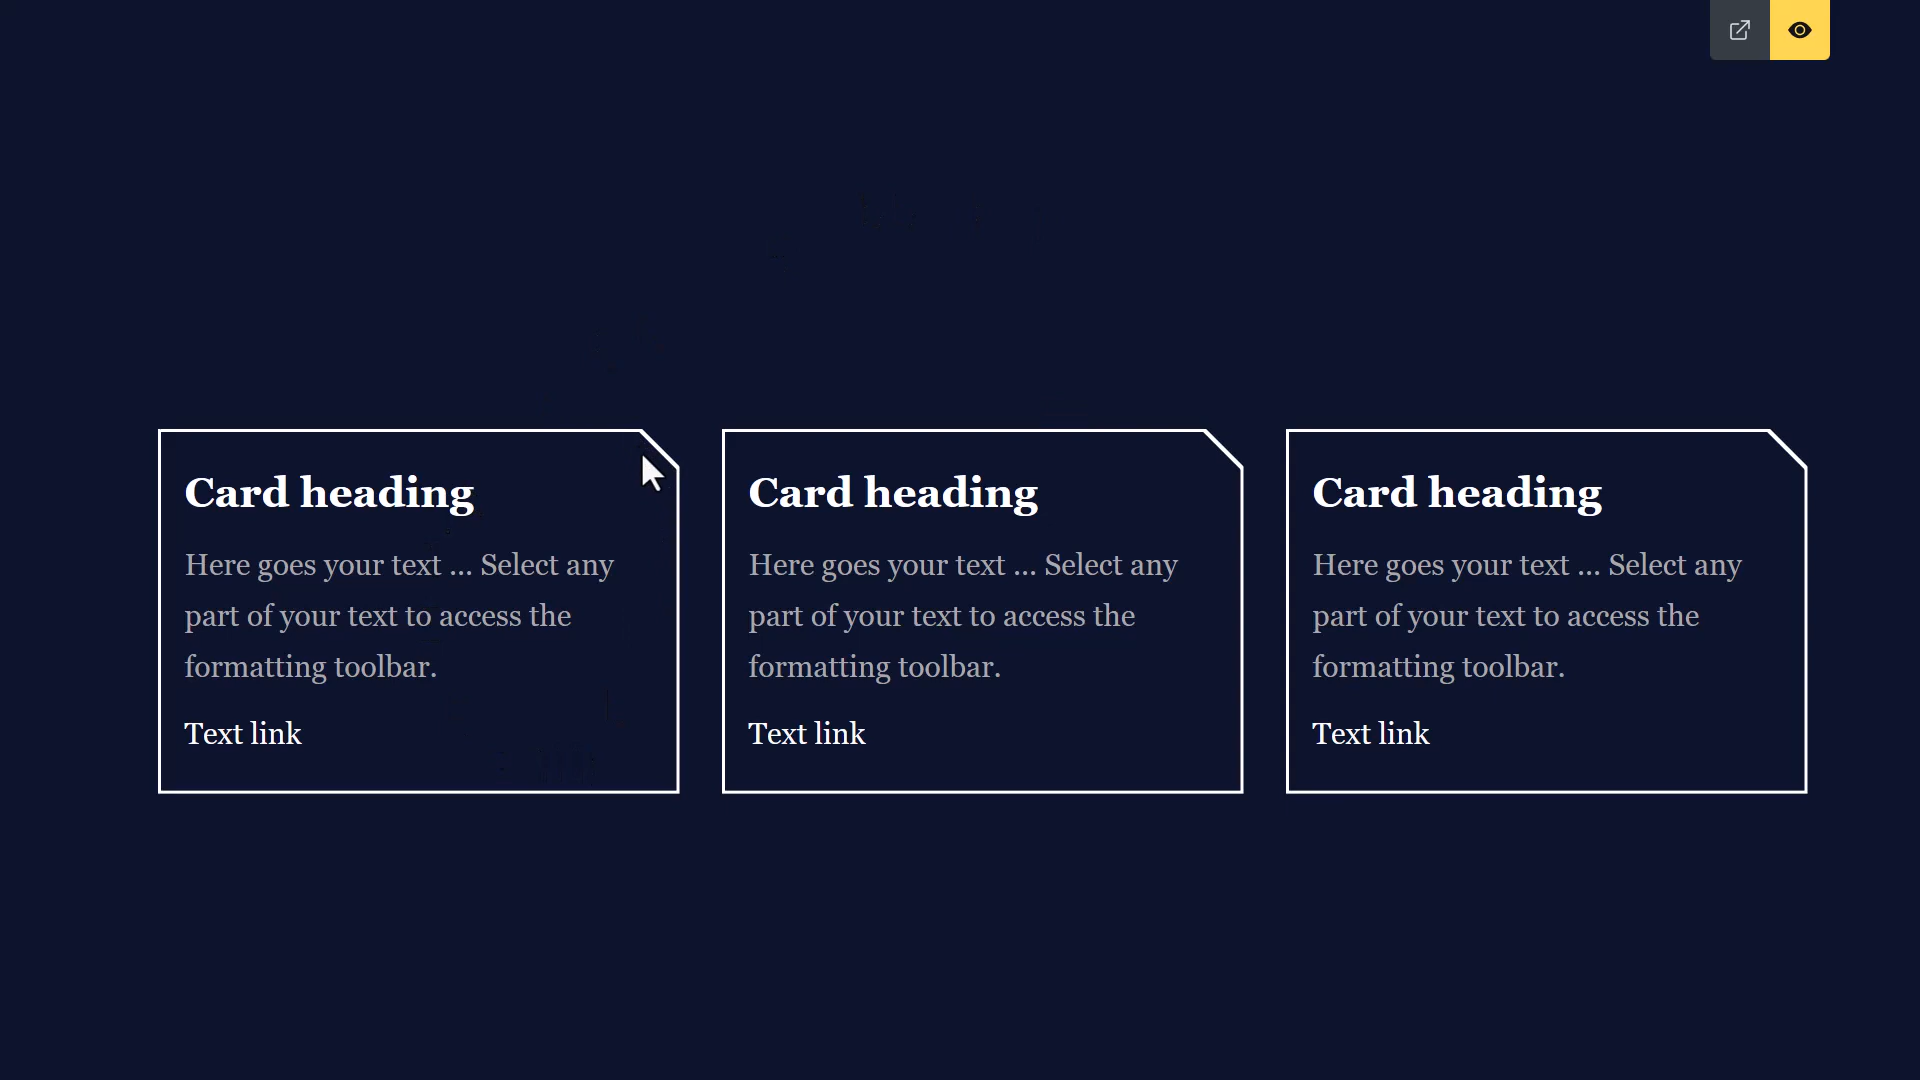 Card heading
Here goes your text ... Select any
part of your text to access the
formatting toolbar.
Text link
Card heading
Here goes your text ... Select any
part of your text to access the
formatting toolbar.
Text link
Card heading
Here goes your text ... Select any
part of your text to access the
formatting toolbar.
Text link